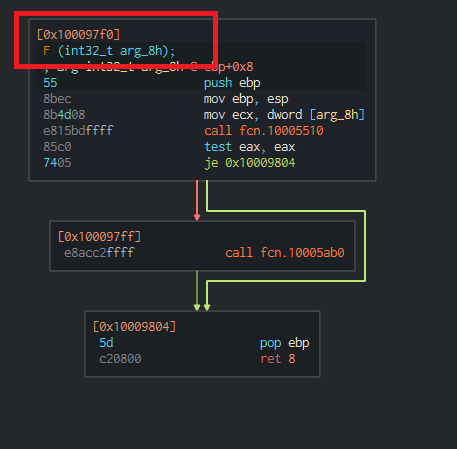 [0x100097f0]
F (int32_t arg_8h);
; arg int32_t arg_8h @ ebp+0x8
55 push ebp
8bec mov ebp, esp
8b4d08 mov ecx, dword [arg_8h]
e815bdffff call fcn.10005510
85c0 test eax, eax
7405 je 0x10009804
[0x100097ff]
e8acc2ffff call fcn.10005ab0
[0x10009804]
5d pop ebp
c20800 ret 8